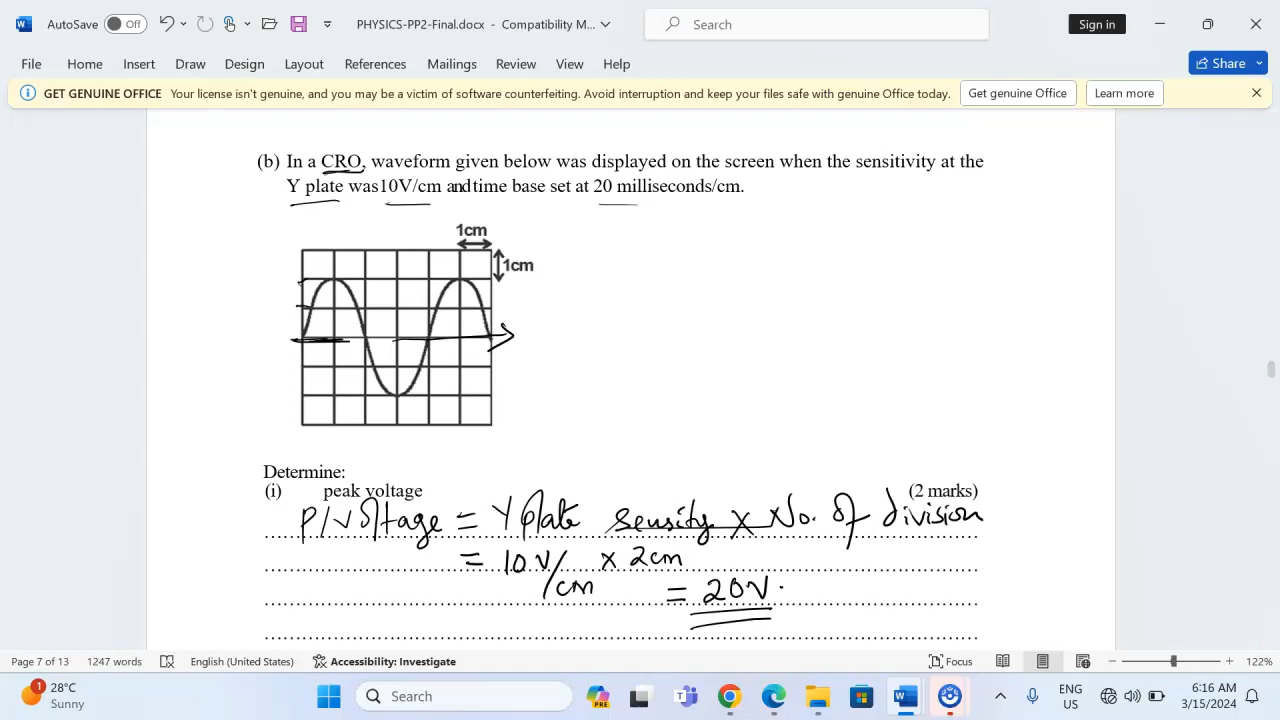 AutoSave Off PHYSICS-PP2-Final.docx - Compatibility M... Search Sign in
File Home Insert Draw Design Layout References Mailings Review View Help Share
GET GENUINE OFFICE Your license isn't genuine, and you may be a victim of software counterfeiting. Avoid interruption and keep your files safe with genuine Office today. Get genuine Office Learn more
(b) In a CRO, waveform given below was displayed on the screen when the sensitivity at the
Y plate was10V/cm andtime base set at 20 milliseconds/cm.
1cm
1cm
Determine:
(i) peak voltage (2 marks)
P/voltage = Y plate sensity x No. of division
= 10V/cm x 2cm
= 20V.
Page 7 of 13 1247 words English (United States) Accessibility: Investigate Focus 122%
1 28°C
Sunny
Search PRE ENG US 6:16 AM 3/15/2024